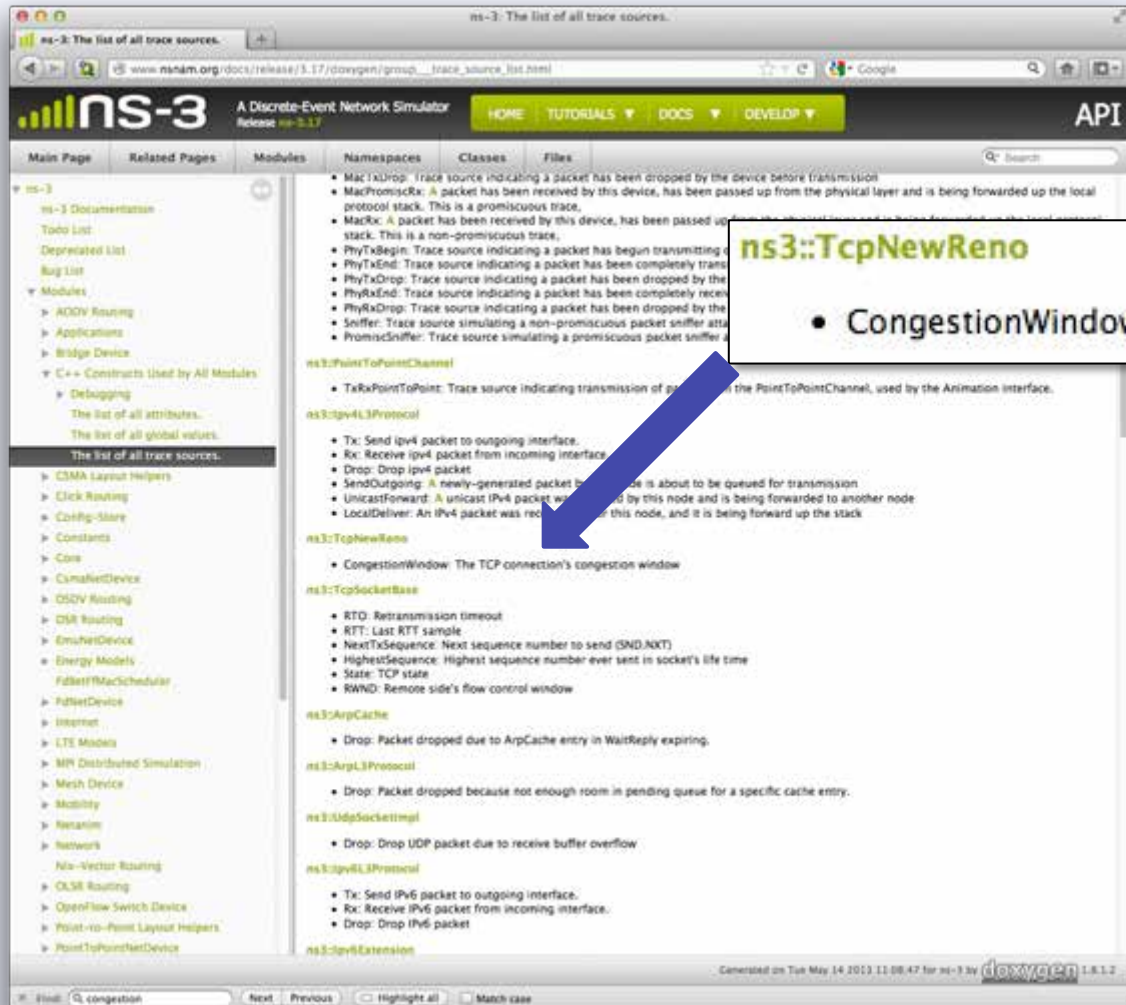 ns-3: The list of all trace sources.
ns-3: The list of all trace sources.
www.nsnam.org/docs/release/3.17/doxygen/group__trace_source_list.html
Google
ns-3
A Discrete-Event Network Simulator
Release ns-3.17
HOME TUTORIALS DOCS DEVELOP
API
Main Page Related Pages Modules Namespaces Classes Files
Search
ns-3
ns-3 Documentation
Todo List
Deprecated List
Bug List
Modules
AODV Routing
Applications
Bridge Device
C++ Constructs Used by All Modules
Debugging
The list of all attributes.
The list of all global values.
The list of all trace sources.
CSMA Layout Helpers
Click Routing
Config-Store
Constants
Core
CsmaNetDevice
DSDV Routing
DSR Routing
EmuNetDevice
Energy Models
FdBetFfMacScheduler
FdNetDevice
Internet
LTE Models
MPI Distributed Simulation
Mesh Device
Mobility
Netanim
Network
Nix-Vector Routing
OLSR Routing
OpenFlow Switch Device
Point-to-Point Layout Helpers
PointToPointNetDevice
• MacTxDrop: Trace source indicating a packet has been dropped by the device before transmission
• MacPromiscRx: A packet has been received by this device, has been passed up from the physical layer and is being forwarded up the local
protocol stack. This is a promiscuous trace,
• MacRx: A packet has been received by this device, has been passed up from the physical layer and is being forwarded up the local protocol
stack. This is a non-promiscuous trace,
• PhyTxBegin: Trace source indicating a packet has begun transmitting
• PhyTxEnd: Trace source indicating a packet has been completely
• PhyTxDrop: Trace source indicating a packet has been dropped by the
• PhyRxEnd: Trace source indicating a packet has been completely
• PhyRxDrop: Trace source indicating a packet has been dropped by the
• Sniffer: Trace source simulating a non-promiscuous packet sniffer
• PromiscSniffer: Trace source simulating a promiscuous packet sniffer
ns3::TcpNewReno
• CongestionWindow
ns3::PointToPointChannel
• TxRxPointToPoint: Trace source indicating transmission of the PointToPointChannel, used by the Animation interface.
ns3::Ipv4L3Protocol
• Tx: Send ipv4 packet to outgoing interface.
• Rx: Receive ipv4 packet from incoming interface.
• Drop: Drop ipv4 packet
• SendOutgoing: A newly-generated packet by is about to be queued for transmission
• UnicastForward: A unicast IPv4 packet was by this node and is being forwarded to another node
• LocalDeliver: An IPv4 packet was this node, and it is being forward up the stack
ns3::TcpNewReno
• CongestionWindow: The TCP connection's congestion window
ns3::TcpSocketBase
• RTO: Retransmission timeout
• RTT: Last RTT sample
• NextTxSequence: Next sequence number to send (SND.NXT)
• HighestSequence: Highest sequence number ever sent in socket's life time
• State: TCP state
• RWND: Remote side's flow control window
ns3::ArpCache
• Drop: Packet dropped due to ArpCache entry in WaitReply expiring.
ns3::ArpL3Protocol
• Drop: Packet dropped because not enough room in pending queue for a specific cache entry.
ns3::UdpSocketImpl
• Drop: Drop UDP packet due to receive buffer overflow
ns3::Ipv6L3Protocol
• Tx: Send IPv6 packet to outgoing interface.
• Rx: Receive IPv6 packet from incoming interface.
• Drop: Drop IPv6 packet
ns3::Ipv6Extension
Generated on Tue May 14 2013 11:08:47 for ns-3 by doxygen 1.8.1.2
Find: congestion Next Previous Highlight all Match case